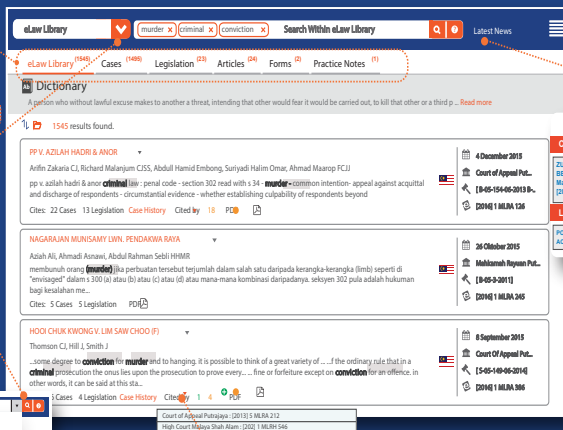 eLaw Library
murder x criminal x conviction x Search Within eLaw Library
Latest News
eLaw Library (1545) Cases (1495) Legislation (23) Articles (24) Forms (2) Practice Notes (1)
Dictionary
A person who without lawful excuse makes to another a threat, intending that other would fear it would be carried out, to kill that other or a third p ... Read more
1545 results found.
PP V. AZILAH HADRI & ANOR
Arifin Zakaria CJ, Richard Malanjum CJSS, Abdull Hamid Embong, Suriyadi Halim Omar, Ahmad Maarop FCJJ
pp v. azilah hadri & anor criminal law : penal code - section 302 read with s 34 - murder - common intention- appeal against acquittal
and discharge of respondents - circumstantial evidence - whether establishing culpability of respondents beyond
Cites: 22 Cases 13 Legislation Case History Cited by 18 PDF
4 December 2015
Court of Appeal Put...
[B-05-154-06-2013 B-..
[2016] 1 MLRA 126
NAGARAJAN MUNISAMY LWN. PENDAKWA RAYA
Aziah Ali, Ahmadi Asnawi, Abdul Rahman Sebli HHMR
membunuh orang (murder) jika perbuatan tersebut terjumlah dalam salah satu daripada kerangka-kerangka (limb) seperti di
"envisaged" dalam s 300 (a) atau (b) atau (c) atau (d) atau mana-mana kombinasi daripadanya. seksyen 302 pula adalah hukuman
bagi kesalahan me...
Cites: 5 Cases 5 Legislation PDF
26 Oktober 2015
Mahkamah Rayuan Put...
[B-05-3-2011]
[2016] 1 MLRA 245
HOOI CHUK KWONG V. LIM SAW CHOO (F)
Thomson CJ, Hill J, Smith J
...some degree to conviction for murder and to hanging. it is possible to think of a great variety of ... ...if the ordinary rule that in a
criminal prosecution the onus lies upon the prosecution to prove every... ... fine or forfeiture except on conviction for an offence. in
other words, it can be said at this sta...
5 Cases 4 Legislation Case History Cited by 1 4 PDF
8 September 2015
Court Of Appeal Put...
[S-05-149-06-2014]
[2016] 1 MLRA 386
Court of Appeal Putrajaya : [2013] 5 MLRA 212
High Court Malaya Shah Alam : [202] 1 MLRH 546